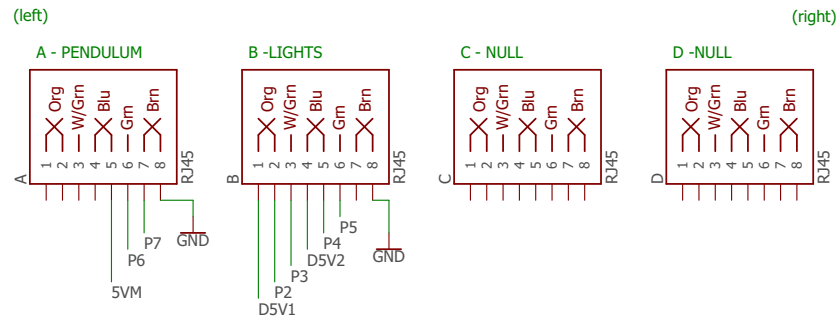 (left)
(right)
A - PENDULUM
B -LIGHTS
C - NULL
D -NULL
Org
W/Grn
Blu
Grn
Brn
1 2 3 4 5 6 7 8
A
RJ45
Org
W/Grn
Blu
Grn
Brn
1 2 3 4 5 6 7 8
B
RJ45
Org
W/Grn
Blu
Grn
Brn
1 2 3 4 5 6 7 8
C
RJ45
Org
W/Grn
Blu
Grn
Brn
1 2 3 4 5 6 7 8
D
RJ45
P7
GND
P6
5VM
P5
P4
D5V2
GND
P3
P2
D5V1